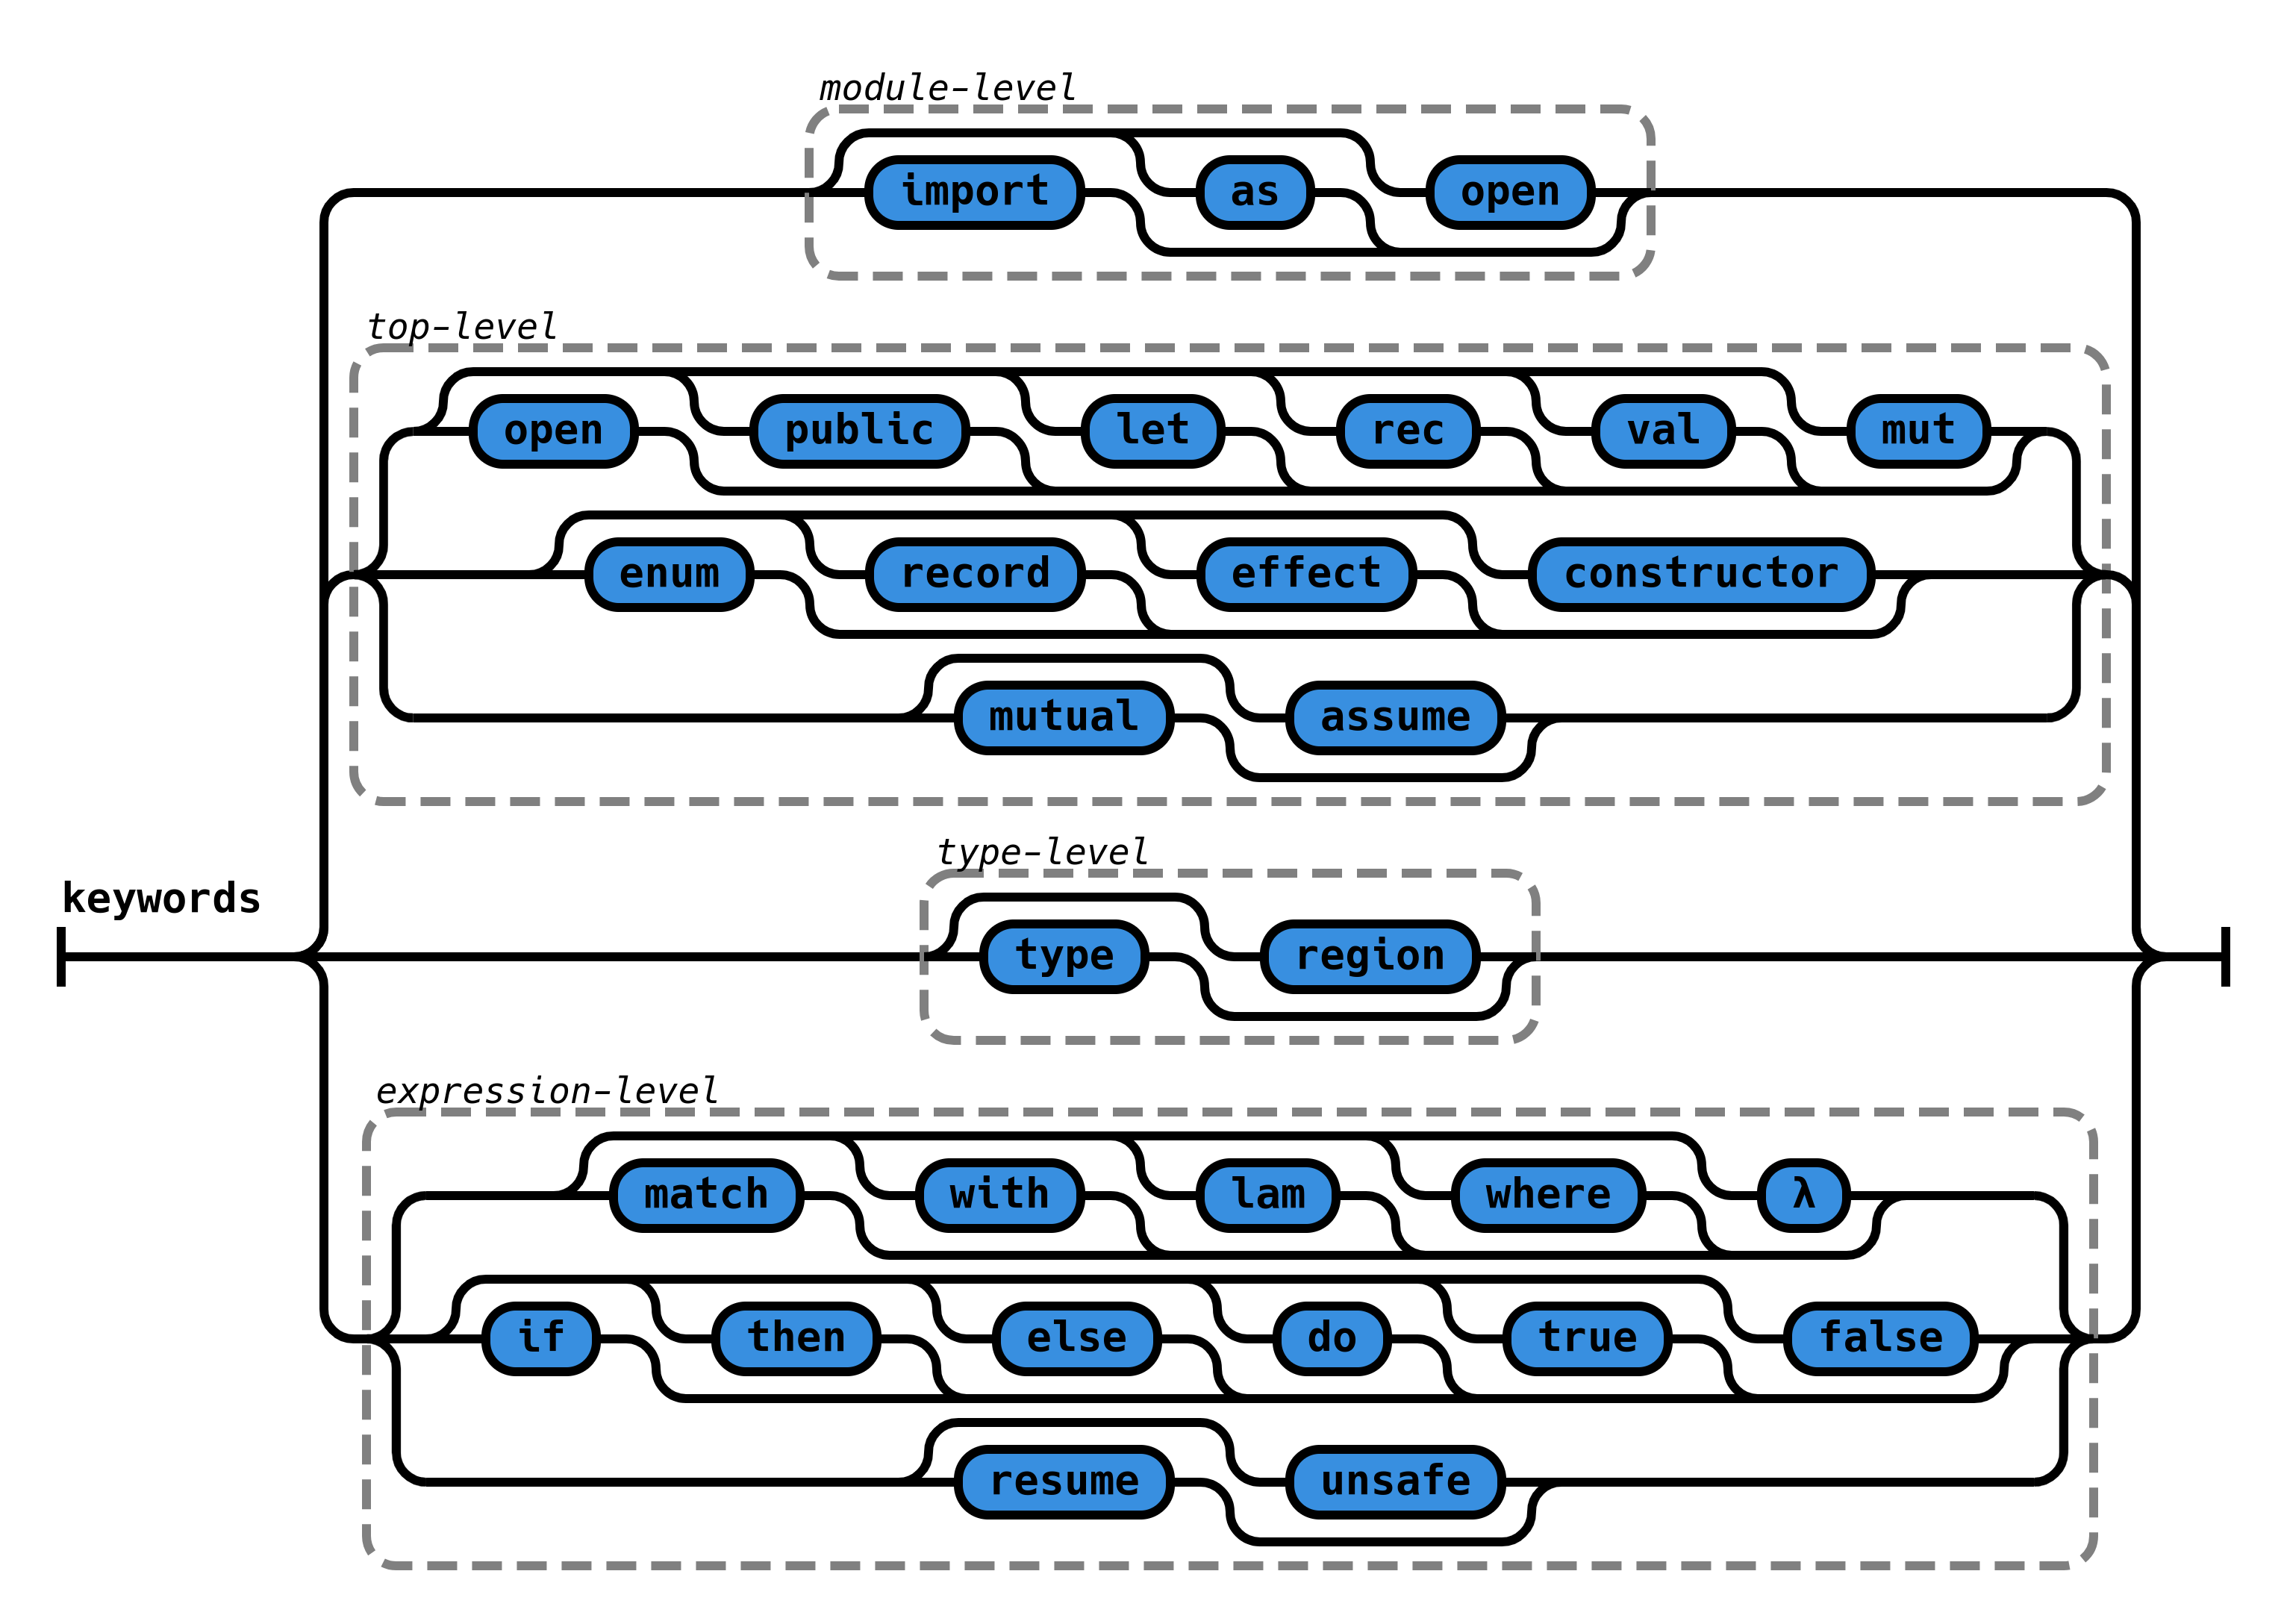 module-level
import as open
top-level
open public let rec val mut
enum record effect constructor
mutual assume
type-level
keywords
type region
expression-level
match with lam where λ
if then else do true false
resume unsafe